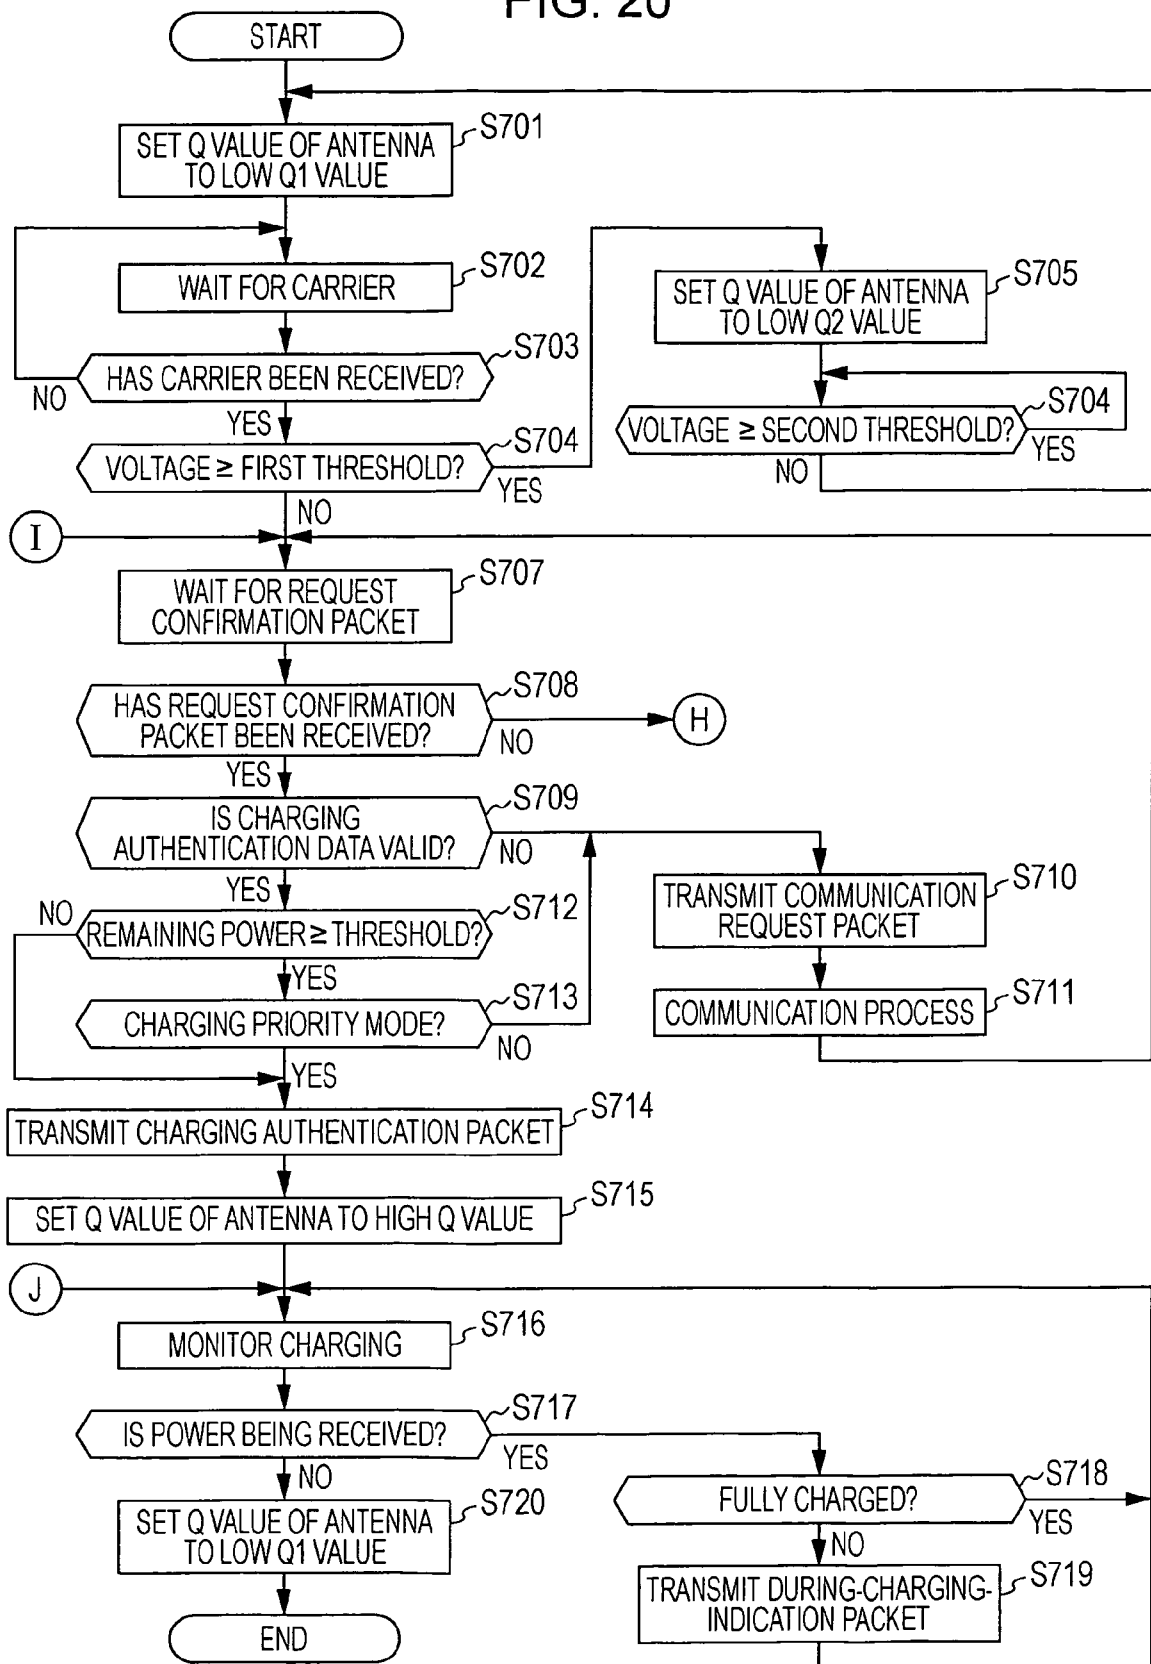 FIG. 20
START
S701
SET Q VALUE OF ANTENNA
TO LOW Q1 VALUE
S702
WAIT FOR CARRIER
S705
SET Q VALUE OF ANTENNA
TO LOW Q2 VALUE
S703
HAS CARRIER BEEN RECEIVED?
NO
YES
S704
VOLTAGE ≥ SECOND THRESHOLD?
YES
NO
S704
VOLTAGE ≥ FIRST THRESHOLD?
YES
NO
I
S707
WAIT FOR REQUEST
CONFIRMATION PACKET
S708
HAS REQUEST CONFIRMATION
PACKET BEEN RECEIVED?
NO
H
YES
S709
IS CHARGING
AUTHENTICATION DATA VALID?
NO
YES
S710
TRANSMIT COMMUNICATION
REQUEST PACKET
NO
S712
REMAINING POWER ≥ THRESHOLD?
YES
S711
COMMUNICATION PROCESS
S713
CHARGING PRIORITY MODE?
NO
YES
S714
TRANSMIT CHARGING AUTHENTICATION PACKET
S715
SET Q VALUE OF ANTENNA TO HIGH Q VALUE
J
S716
MONITOR CHARGING
S717
IS POWER BEING RECEIVED?
YES
NO
S718
FULLY CHARGED?
YES
NO
S720
SET Q VALUE OF ANTENNA
TO LOW Q1 VALUE
S719
TRANSMIT DURING-CHARGING-
INDICATION PACKET
END